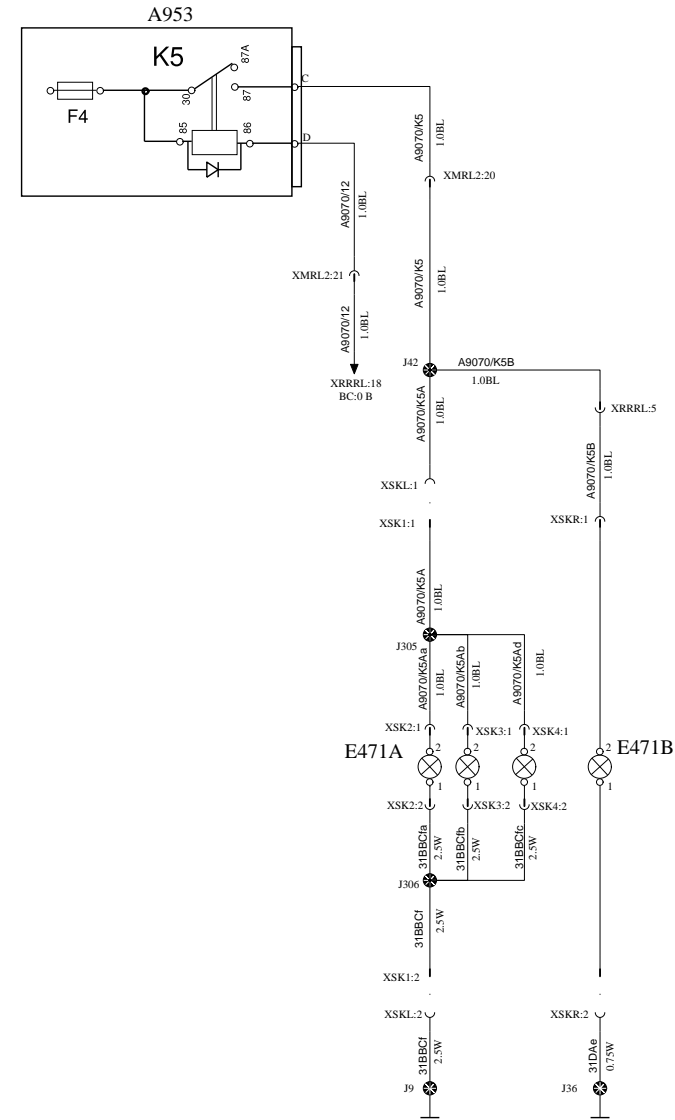 A953
K5
87A
F4
30
87
C
85
86
D
A9070/K5
1.0BL
XMRL2:20
A9070/12
1.0BL
XMRL2:21
A9070/K5
1.0BL
A9070/12
1.0BL
XRRRL:18
BC:0 B
J42
A9070/K5B
1.0BL
A9070/K5A
1.0BL
XRRRL:5
A9070/K5B
1.0BL
XSKL:1
XSK1:1
XSKR:1
A9070/K5A
1.0BL
J305
A9070/K5Aa
1.0BL
A9070/K5Ab
1.0BL
A9070/K5Ad
1.0BL
XSK2:1
XSK3:1
XSK4:1
E471A
2
2
2
2
E471B
1
1
1
1
XSK2:2
XSK3:2
XSK4:2
31BBCfa
2.5W
31BBCfb
2.5W
31BBCfc
2.5W
J306
31BBCf
2.5W
XSK1:2
XSKL:2
XSKR:2
31BBCf
2.5W
31DAe
0.75W
J9
J36